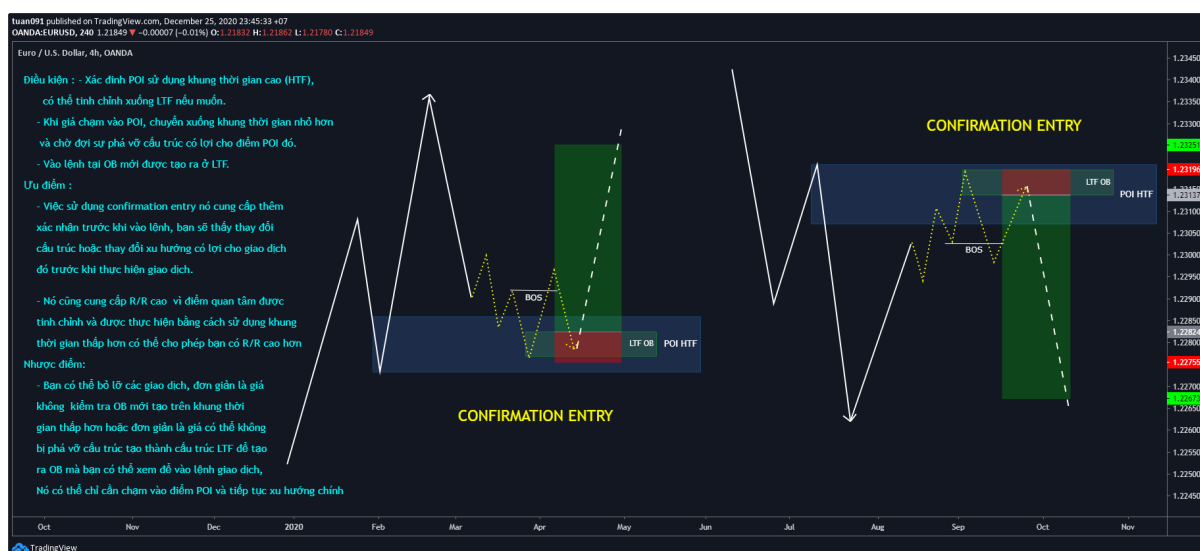 tuan091 published on TradingView.com, December 25, 2020 23:45:33 +07
OANDA:EURUSD, 240 1.21849 ▼ −0.00007 (−0.01%) O:1.21832 H:1.21862 L:1.21780 C:1.21849
Euro / U.S. Dollar, 4h, OANDA
Điều kiện : - Xác đinh POI sử dụng khung thời gian cao (HTF),
có thể tinh chỉnh xuống LTF nếu muốn.
- Khi giá chạm vào POI, chuyển xuống khung thời gian nhỏ hơn
và chờ đợi sự phá vỡ cấu trúc có lợi cho điểm POI đó.
- Vào lệnh tại OB mới được tạo ra ở LTF.
Ưu điểm :
- Việc sử dụng confirmation entry nó cung cấp thêm
xác nhận trước khi vào lệnh, bạn sẽ thấy thay đổi
cấu trúc hoặc thay đổi xu hướng có lợi cho giao dịch
đó trước khi thực hiện giao dịch.
- Nó cũng cung cấp R/R cao vì điểm quan tâm được
tinh chỉnh và được thực hiện bằng cách sử dụng khung
thời gian thấp hơn có thể cho phép bạn có R/R cao hơn
Nhược điểm:
- Bạn có thể bỏ lỡ các giao dịch, đơn giản là giá
không kiểm tra OB mới tạo trên khung thời
gian thấp hơn hoặc đơn giản là giá có thể không
bị phá vỡ cấu trúc tạo thành cấu trúc LTF để tạo
ra OB mà bạn có thể xem để vào lệnh giao dịch,
Nó có thể chỉ cần chạm vào điểm POI và tiếp tục xu hướng chính
BOS
LTF OB
POI HTF
CONFIRMATION ENTRY
CONFIRMATION ENTRY
LTF OB
POI HTF
BOS
1.23450
1.23400
1.23350
1.23300
1.23251
1.23196
1.23137
1.23100
1.23050
1.23000
1.22950
1.22900
1.22850
1.22824
1.22800
1.22755
1.22700
1.22673
1.22650
1.22600
1.22550
1.22500
1.22450
Oct
Nov
Dec
2020
Feb
Mar
Apr
May
Jun
Jul
Aug
Sep
Oct
Nov
TradingView